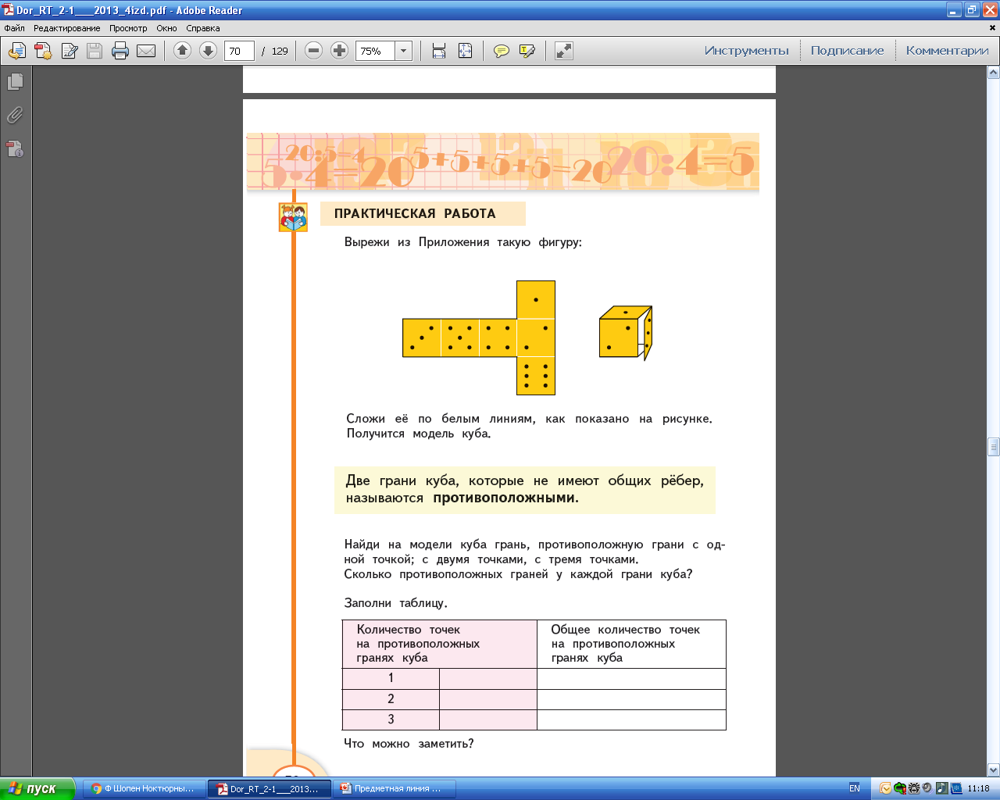 Dor_RT_2-1___2013_4izd.pdf - Adobe Reader
Файл Редактирование Просмотр Окно Справка
70 / 129 75% Инструменты Подписание Комментарии
20:5=4
5·4=20 5+5+5+5=20 20:4=5
ПРАКТИЧЕСКАЯ РАБОТА
Вырежи из Приложения такую фигуру:
Сложи её по белым линиям, как показано на рисунке.
Получится модель куба.
Две грани куба, которые не имеют общих рёбер,
называются противоположными.
Найди на модели куба грань, противоположную грани с од-
ной точкой; с двумя точками, с тремя точками.
Сколько противоположных граней у каждой грани куба?
Заполни таблицу.
Количество точек
на противоположных
гранях куба
Общее количество точек
на противоположных
гранях куба
1
2
3
Что можно заметить?
пуск Ф Шопен Ноктюрны... Dor_RT_2-1___2013... Предметная линия ... EN 11:18